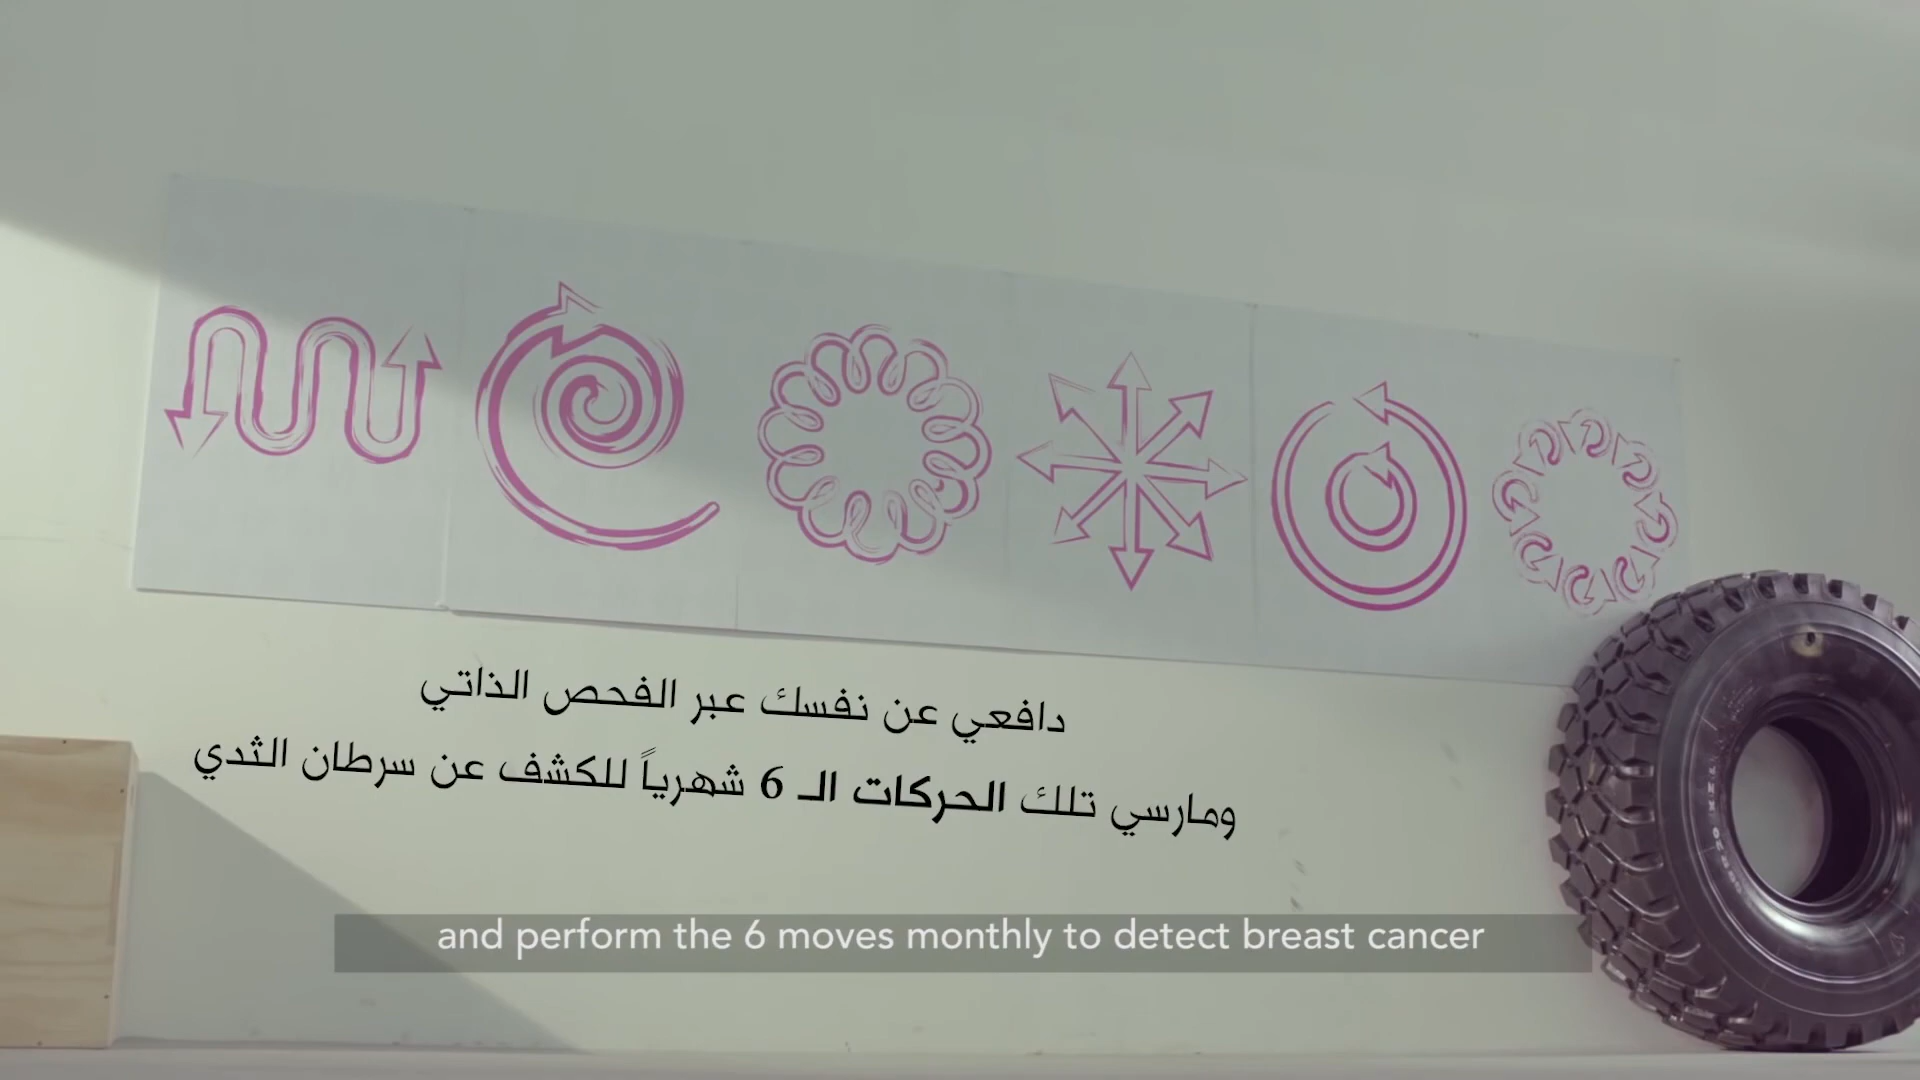 دافعي عن نفسك عبر الفحص الذاتي
ومارسي تلك الحركات الـ 6 شهرياً للكشف عن سرطان الثدي
and perform the 6 moves monthly to detect breast cancer